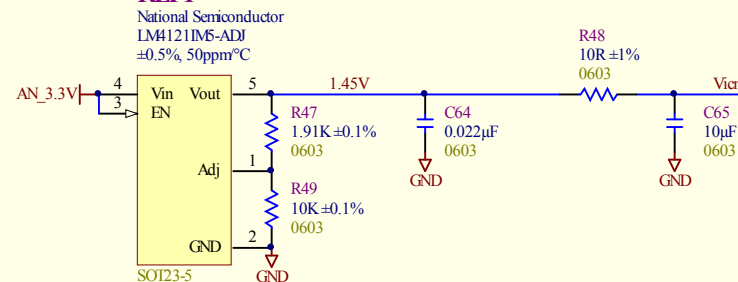 National Semiconductor
LM4121IM5-ADJ
±0.5%, 50ppm/°C
AN_3.3V
4
Vin
Vout
5
3
EN
Adj
1
GND
2
SOT23-5
1.45V
R47
1.91K ±0.1%
0603
R49
10K ±0.1%
0603
GND
C64
0.022µF
0603
GND
R48
10R ±1%
0603
C65
10µF
0603
GND